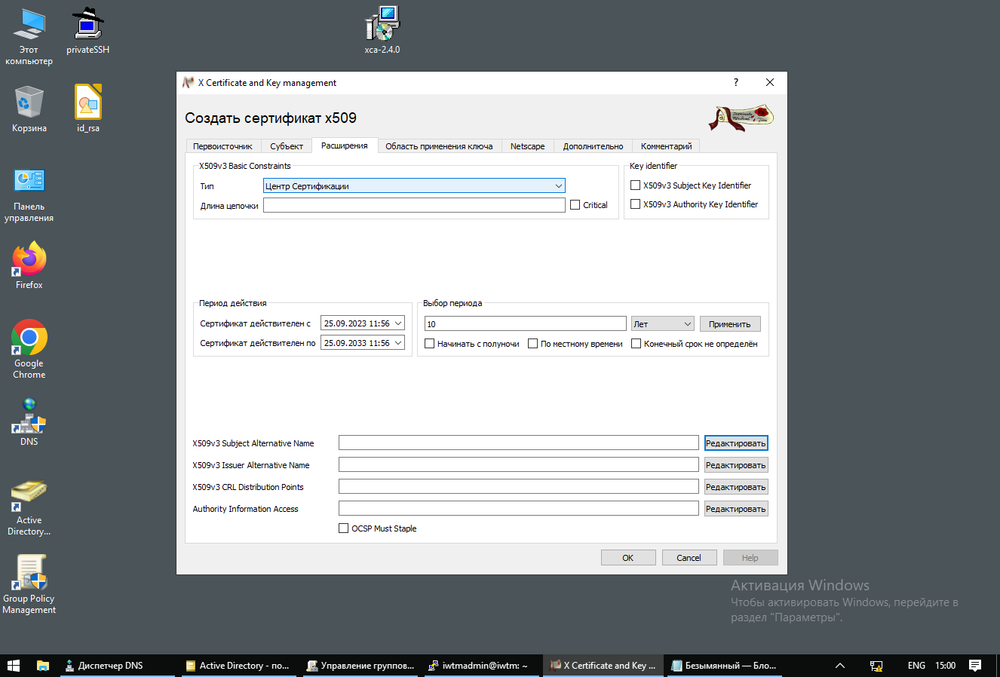 Этот
компьютер
privateSSH
xca-2.4.0
Корзина
id_rsa
Панель
управления
Firefox
Google
Chrome
DNS
Active
Directory...
Group Policy
Management
X Certificate and Key management
?
Создать сертификат x509
Первоисточник
Субъект
Расширения
Область применения ключа
Netscape
Дополнительно
Комментарий
X509v3 Basic Constraints
Тип
Центр Сертификации
Длина цепочки
Critical
Key identifier
X509v3 Subject Key Identifier
X509v3 Authority Key Identifier
Период действия
Сертификат действителен с
25.09.2023 11:56
Сертификат действителен по
25.09.2033 11:56
Выбор периода
10
Лет
Применить
Начинать с полуночи
По местному времени
Конечный срок не определён
X509v3 Subject Alternative Name
Редактировать
X509v3 Issuer Alternative Name
Редактировать
X509v3 CRL Distribution Points
Редактировать
Authority Information Access
Редактировать
OCSP Must Staple
OK
Cancel
Help
Активация Windows
Чтобы активировать Windows, перейдите в
раздел "Параметры".
Диспетчер DNS
Active Directory - по...
Управление группов...
iwtmadmin@iwtm: ~
X Certificate and Key ...
Безымянный — Бло...
ENG
15:00